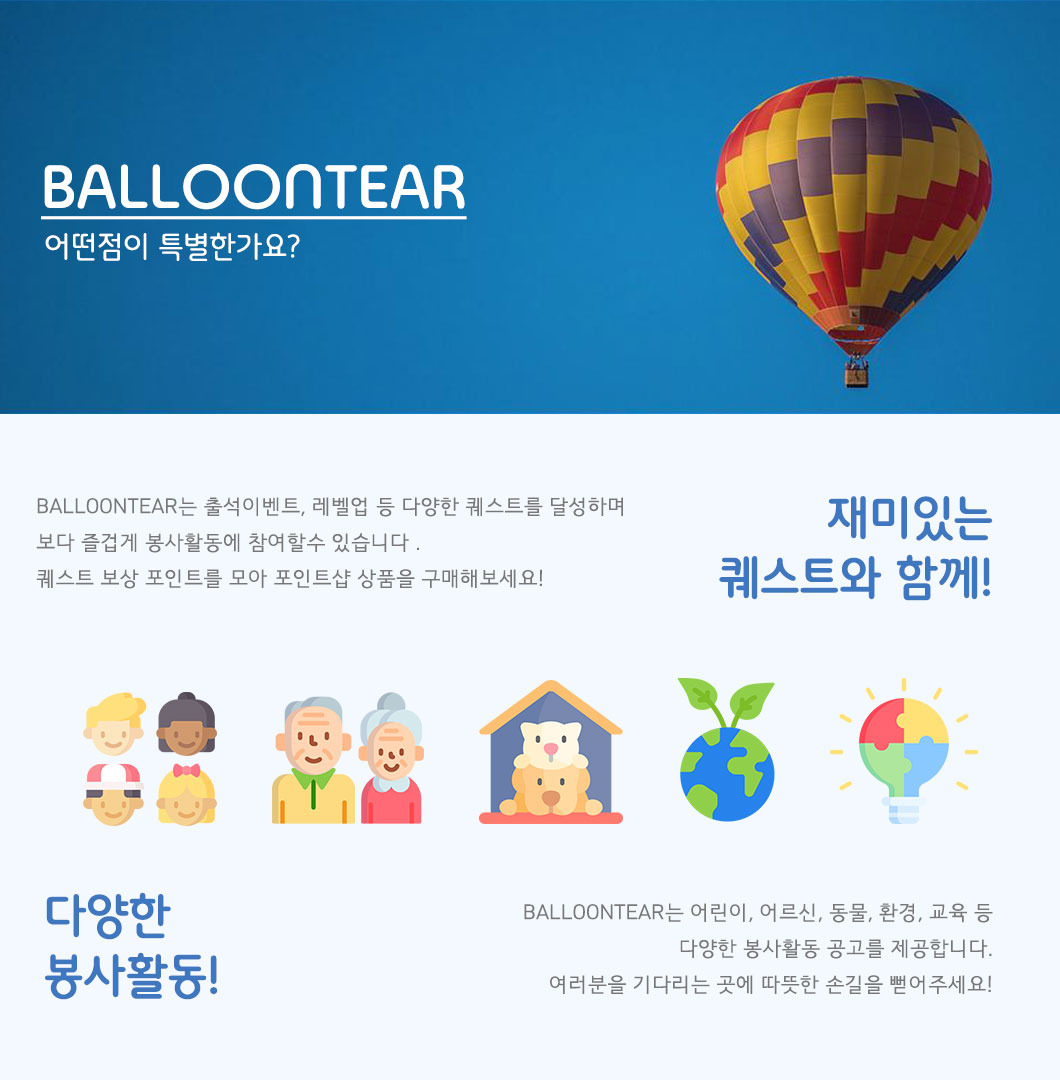 BALLOONTEAR
어떤점이 특별한가요?
BALLOONTEAR는 출석이벤트, 레벨업 등 다양한 퀘스트를 달성하며
보다 즐겁게 봉사활동에 참여할수 있습니다 .
퀘스트 보상 포인트를 모아 포인트샵 상품을 구매해보세요!
재미있는
퀘스트와 함께!
다양한
봉사활동!
BALLOONTEAR는 어린이, 어르신, 동물, 환경, 교육 등
다양한 봉사활동 공고를 제공합니다.
여러분을 기다리는 곳에 따뜻한 손길을 뻗어주세요!